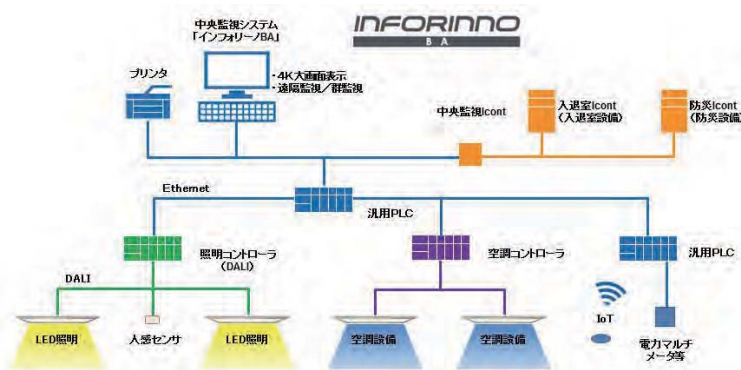 中央監視システム
「インフォリーノBA」
INFORINNO
BA
プリンタ
・4K大画面表示
・遠隔監視／群監視
中央監視Icont
入退室Icont
（入退室設備）
防災Icont
（防災設備）
Ethernet
汎用PLC
照明コントローラ
（DALI）
空調コントローラ
汎用PLC
DALI
IoT
LED照明
人感センサ
LED照明
空調設備
空調設備
電力マルチ
メータ等